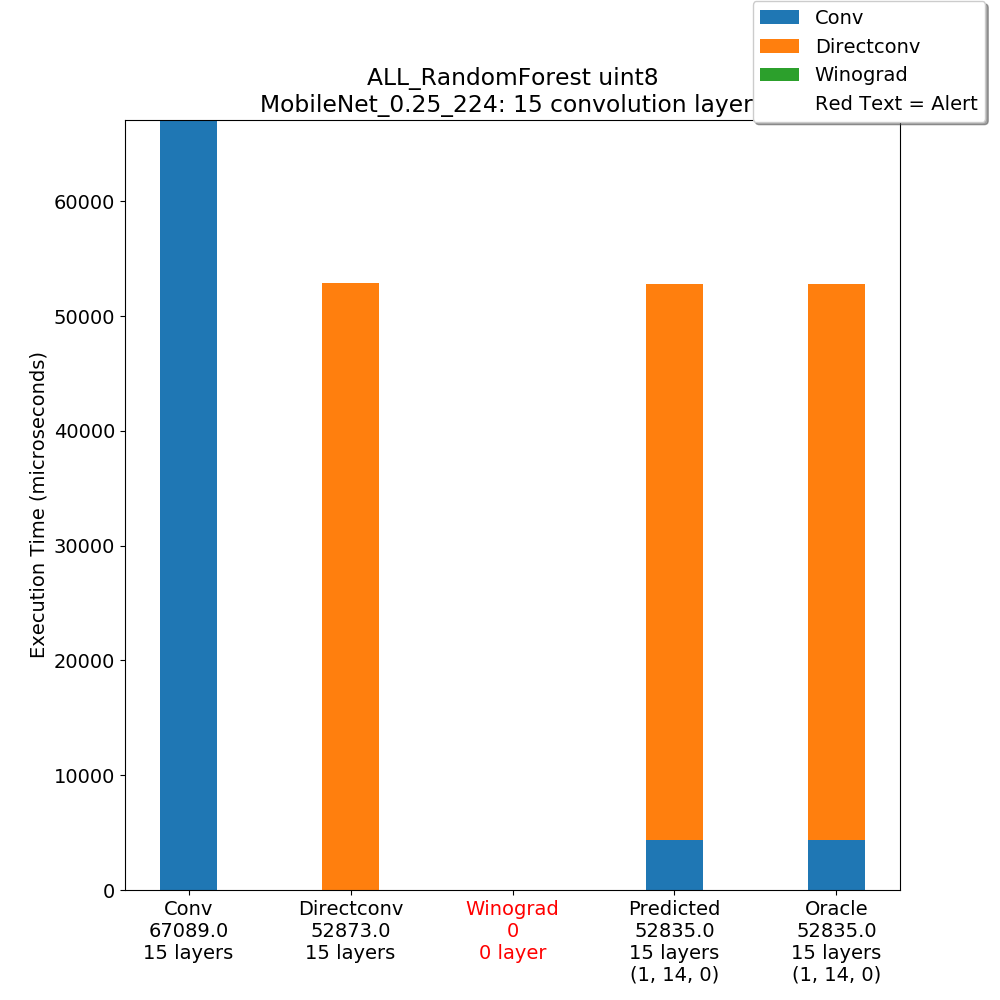 Conv
Directconv
Winograd
Red Text = Alert
ALL_RandomForest uint8
MobileNet_0.25_224: 15 convolution layer
Execution Time (microseconds)
60000
50000
40000
30000
20000
10000
0
Conv
67089.0
15 layers
Directconv
52873.0
15 layers
Winograd
0
0 layer
Predicted
52835.0
15 layers
(1, 14, 0)
Oracle
52835.0
15 layers
(1, 14, 0)